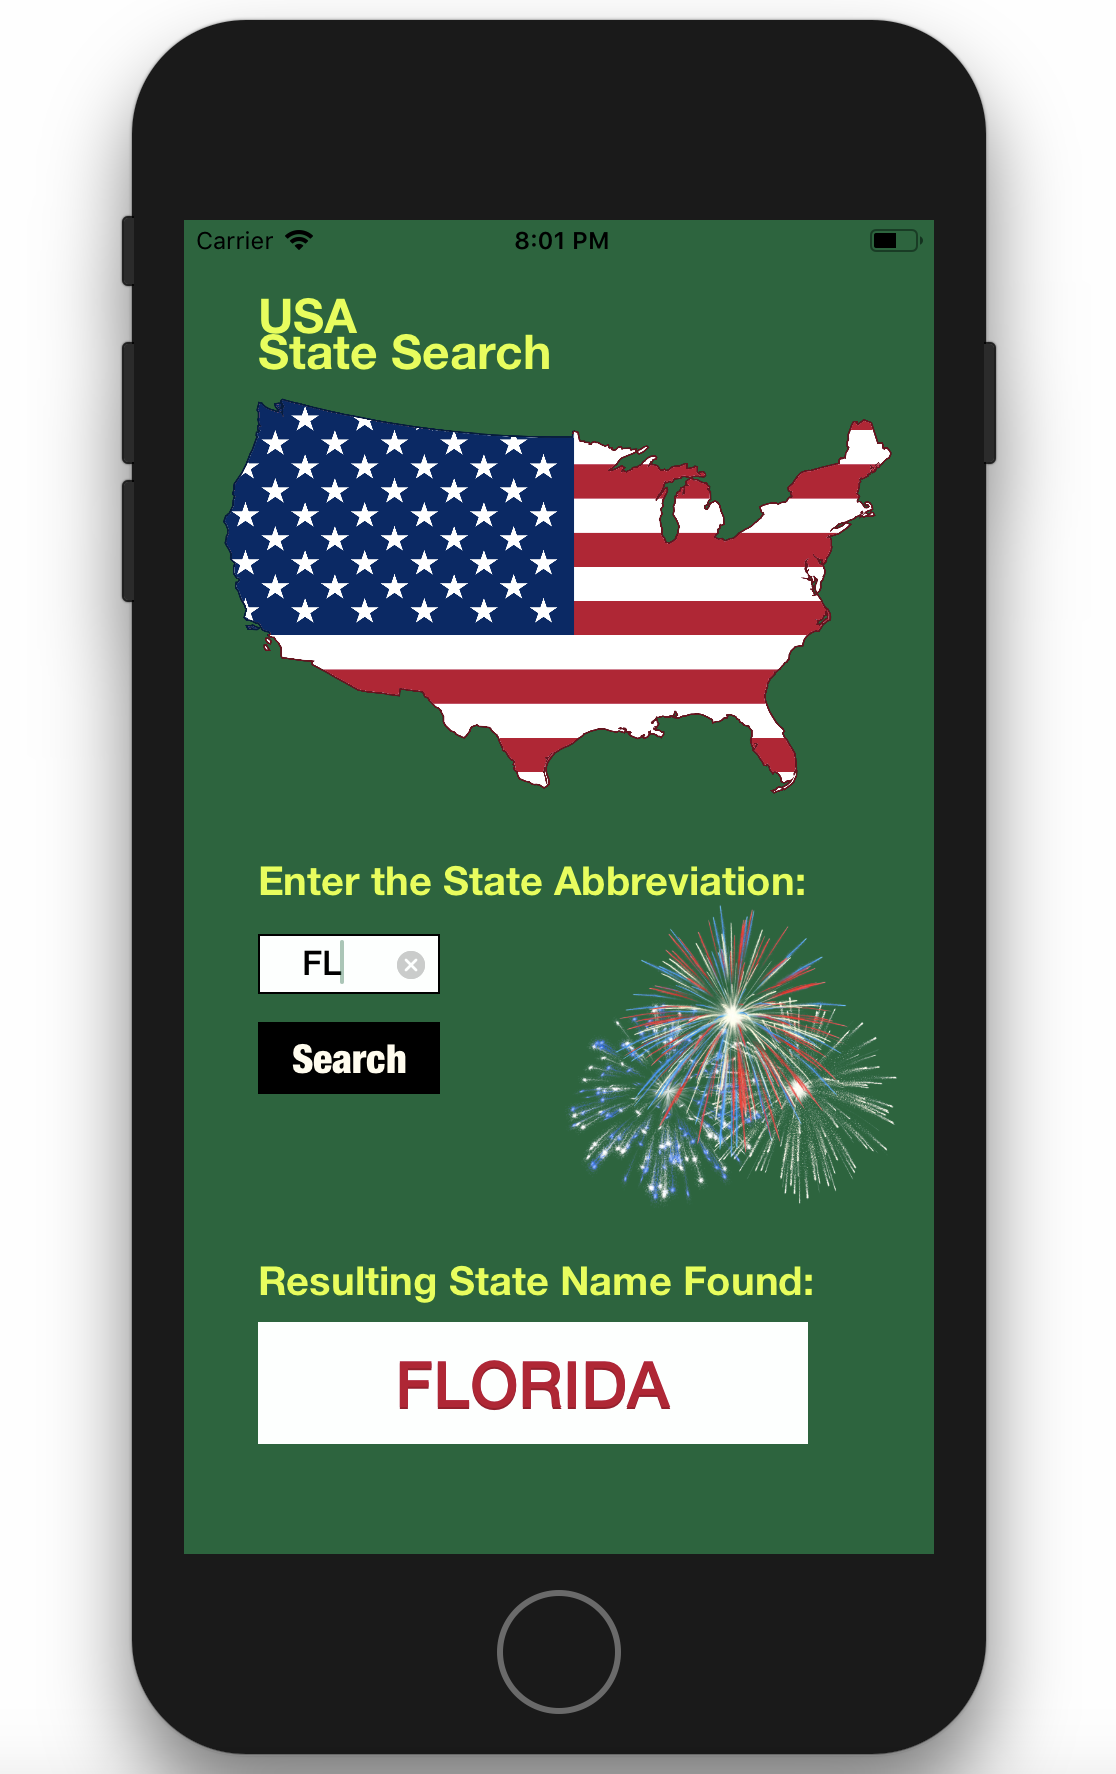 Carrier 8:01 PM
USA
State Search
Enter the State Abbreviation:
FL
Search
Resulting State Name Found:
FLORIDA